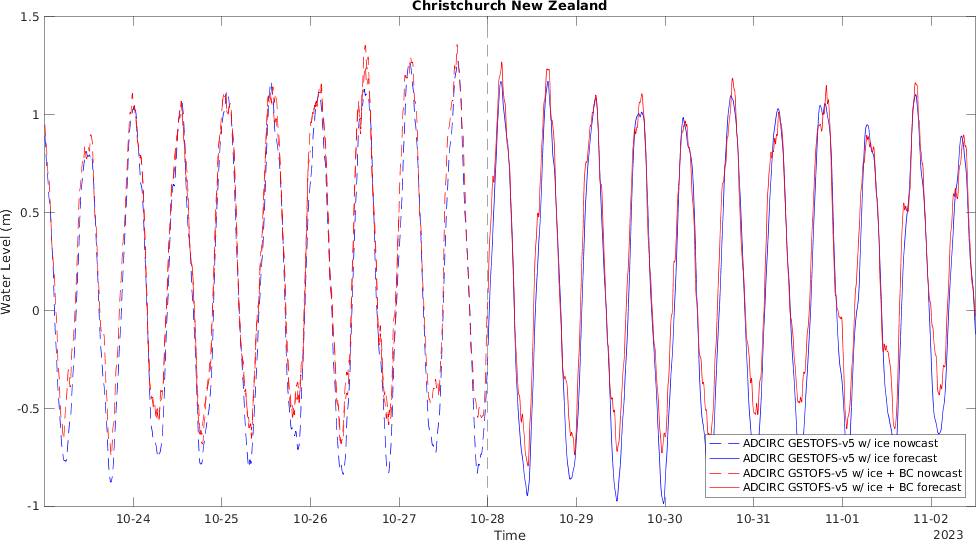 Christchurch New Zealand
1.5
1
0.5
0
-0.5
-1
Water Level (m)
10-24 10-25 10-26 10-27 10-28 10-29 10-30 10-31 11-01 11-02
Time
2023
ADCIRC GESTOFS-v5 w/ ice nowcast
ADCIRC GESTOFS-v5 w/ ice forecast
ADCIRC GSTOFS-v5 w/ ice + BC nowcast
ADCIRC GSTOFS-v5 w/ ice + BC forecast